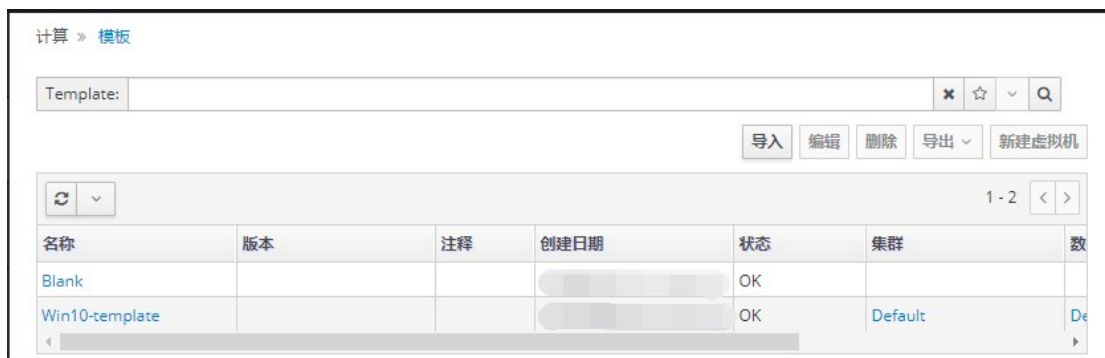 计算 » 模板
Template:
导入 编辑 删除 导出 新建虚拟机
1 - 2
名称 版本 注释 创建日期 状态 集群 数
Blank OK
Win10-template OK Default De